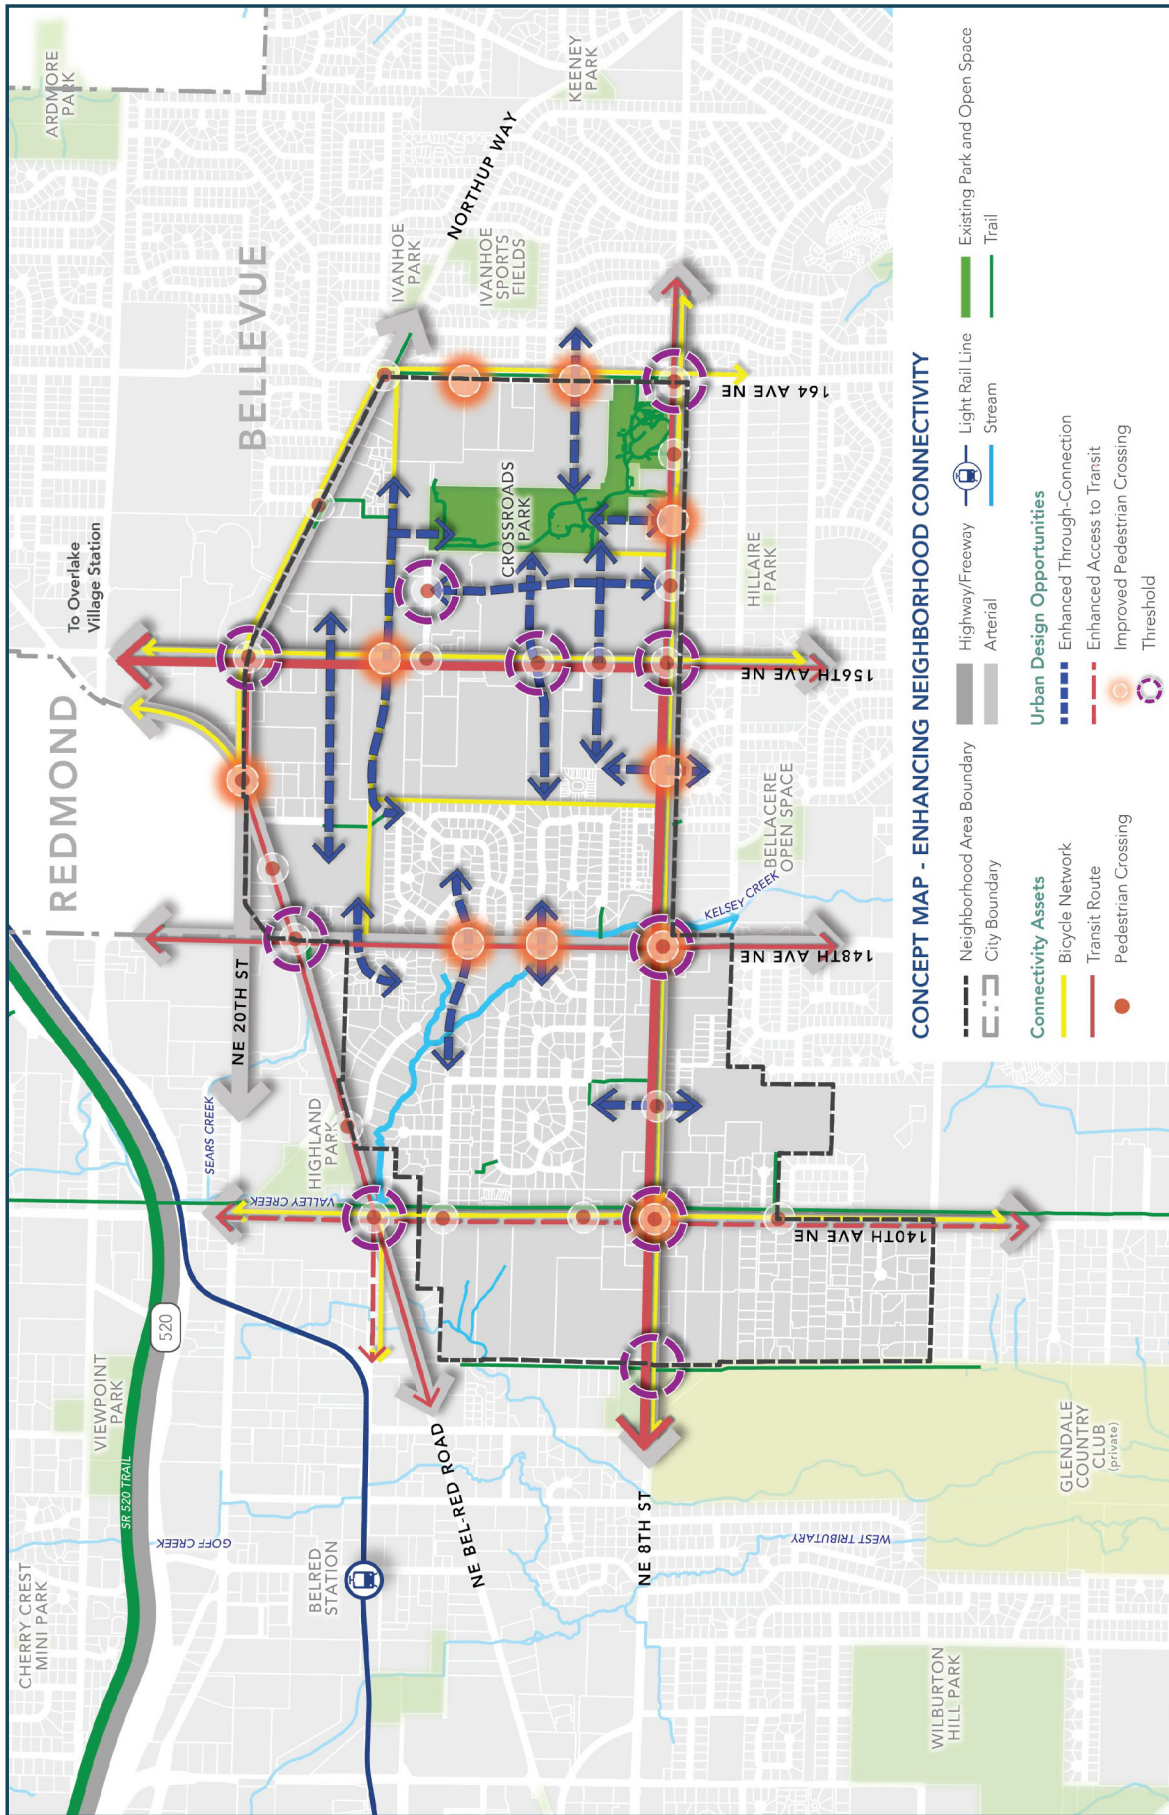 CHERRY CREST
MINI PARK
VIEWPOINT
PARK
SR 520 TRAIL
520
GOFF CREEK
BELRED
STATION
NE BEL-RED ROAD
NE 8TH ST
WEST TRIBUTARY
WILBURTON
HILL PARK
GLENDALE
COUNTRY
CLUB
(private)
SEARS CREEK
VALLEY CREEK
HIGHLAND
PARK
NE 20TH ST
140TH AVE NE
REDMOND
148TH AVE NE
KELSEY CREEK
BELLACERE
OPEN SPACE
To Overlake
Village Station
156TH AVE NE
HILLAIRE
PARK
CROSSROADS
PARK
BELLEVUE
164 AVE NE
IVANHOE
PARK
NORTHUP WAY
IVANHOE
SPORTS
FIELDS
ARDMORE
PARK
KEENEY
PARK
CONCEPT MAP - ENHANCING NEIGHBORHOOD CONNECTIVITY
Neighborhood Area Boundary
City Boundary
Highway/Freeway
Arterial
Light Rail Line
Stream
Existing Park and Open Space
Trail
Connectivity Assets
Bicycle Network
Transit Route
Pedestrian Crossing
Urban Design Opportunities
Enhanced Through-Connection
Enhanced Access to Transit
Improved Pedestrian Crossing
Threshold